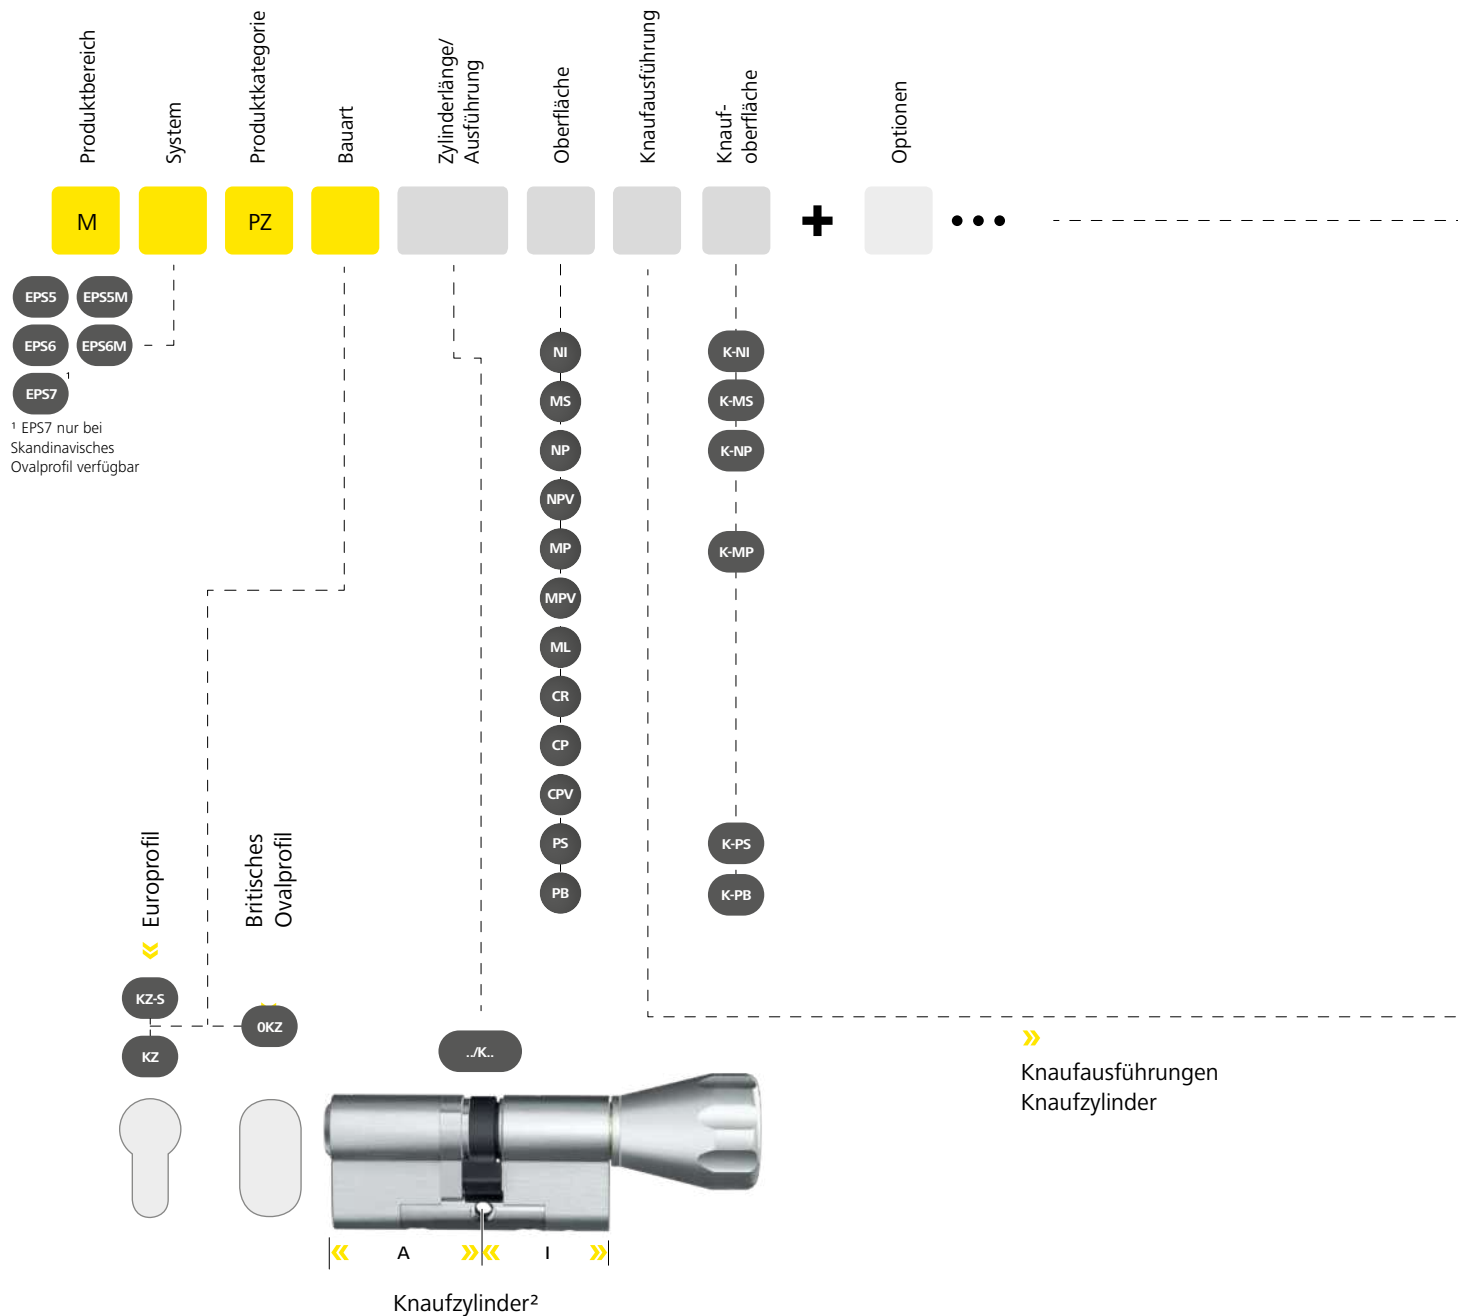 Produktbereich
System
Produktkategorie
Bauart
Zylinderlänge/
Ausführung
Oberfläche
Knaufausführung
Knauf-
oberfläche
Optionen
M
PZ
EPS5
EPS5M
EPS6
EPS6M
EPS7
1
¹ EPS7 nur bei
Skandinavisches
Ovalprofil verfügbar
NI
MS
NP
NPV
MP
MPV
ML
CR
CP
CPV
PS
PB
K-NI
K-MS
K-NP
K-MP
K-PS
K-PB
Europrofil
Britisches
Ovalprofil
KZ-S
KZ
0KZ
../K..
Knaufausführungen
Knaufzylinder
A
I
Knaufzylinder²